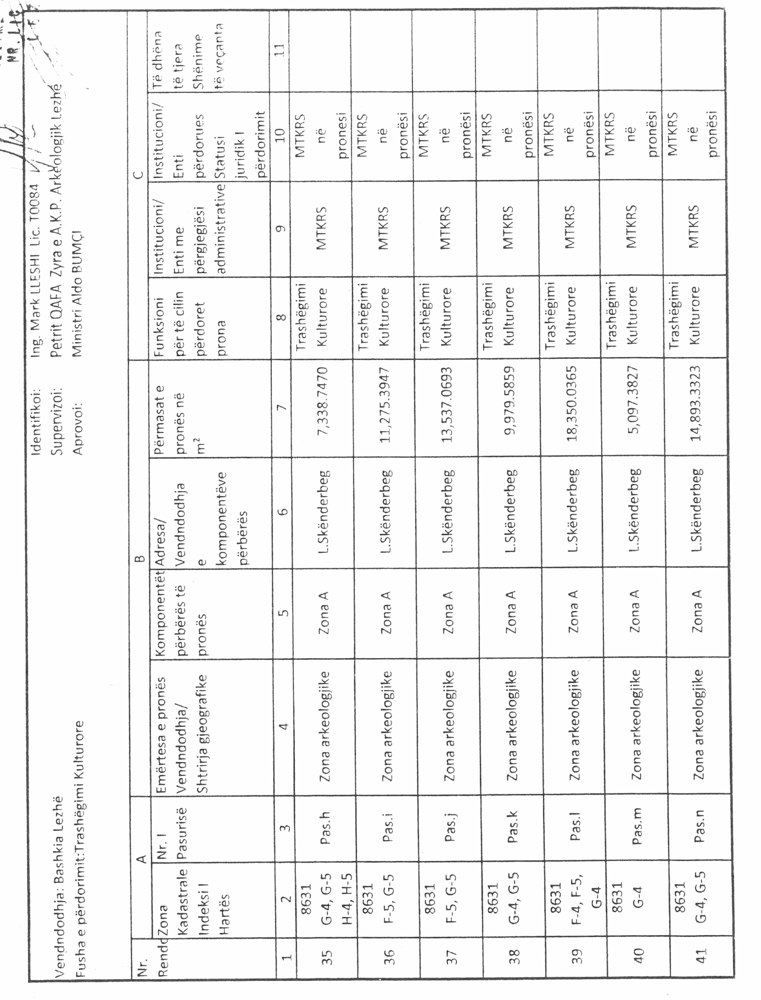 NR. LIC
Identifikoi: Ing. Mark LLESHI Lic. T0084
Vendndodhja: Bashkia Lezhë Supervizoi: Petrit QAFA Zyra e A.K.P. Arkeologjik Lezhë
Fusha e përdorimit:Trashëgimi Kulturore Aprovoi: Ministri Aldo BUMÇI
Nr. A B C
Rendo Zona Nr. I Emërtesa e pronës Komponentët Adresa/ Përmasat e Funksioni Institucioni/ Institucioni/ Të dhëna
Kadastrale Pasurisë Vendndodhja/ përbërës të Vendndodhja pronës në për të cilin Enti me Enti të tjera
Indeksi I Shtrirja gjeografike pronës e m² përdoret përgjegjësi përdorues Shënime
Hartës komponentëve prona administrative Statusi të veçanta
përbërës juridik I
përdorimit
1 2 3 4 5 6 7 8 9 10 11
8631 Trashëgimi MTKRS
35 G-4, G-5 Pas.h Zona arkeologjike Zona A L.Skënderbeg 7,338.7470 Kulturore MTKRS në
H-4, H-5 pronësi
8631 Trashëgimi MTKRS
36 F-5, G-5 Pas.i Zona arkeologjike Zona A L.Skënderbeg 11,275.3947 Kulturore MTKRS në
pronësi
8631 Trashëgimi MTKRS
37 F-5, G-5 Pas.j Zona arkeologjike Zona A L.Skënderbeg 13,537.0693 Kulturore MTKRS në
pronësi
8631 Trashëgimi MTKRS
38 G-4, G-5 Pas.k Zona arkeologjike Zona A L.Skënderbeg 9,979.5859 Kulturore MTKRS në
pronësi
8631 Trashëgimi MTKRS
39 F-4, F-5, Pas.l Zona arkeologjike Zona A L.Skënderbeg 18,350.0365 Kulturore MTKRS në
G-4 pronësi
8631 Trashëgimi MTKRS
40 G-4 Pas.m Zona arkeologjike Zona A L.Skënderbeg 5,097.3827 Kulturore MTKRS në
pronësi
8631 Trashëgimi MTKRS
41 G-4, G-5 Pas.n Zona arkeologjike Zona A L.Skënderbeg 14,893.3323 Kulturore MTKRS në
pronësi